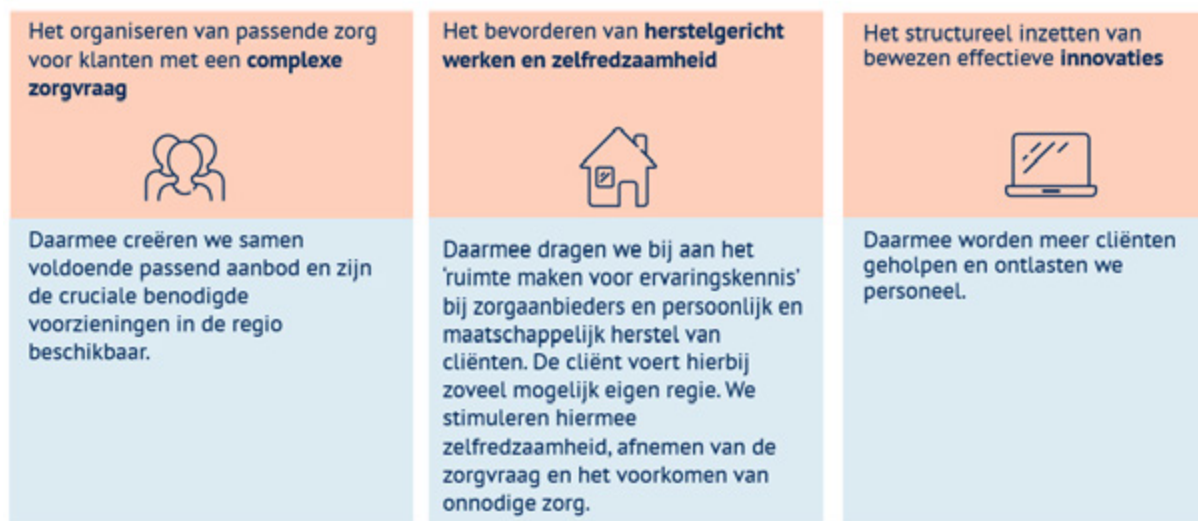 Het organiseren van passende zorg
voor klanten met een complexe
zorgvraag
Daarmee creëren we samen
voldoende passend aanbod en zijn
de cruciale benodigde
voorzieningen in de regio
beschikbaar.
Het bevorderen van herstelgericht
werken en zelfredzaamheid
Daarmee dragen we bij aan het
‘ruimte maken voor ervaringskennis’
bij zorgaanbieders en persoonlijk en
maatschappelijk herstel van
cliënten. De cliënt voert hierbij
zoveel mogelijk eigen regie. We
stimuleren hiermee
zelfredzaamheid, afnemen van de
zorgvraag en het voorkomen van
onnodige zorg.
Het structureel inzetten van
bewezen effectieve innovaties
Daarmee worden meer cliënten
geholpen en ontlasten we
personeel.